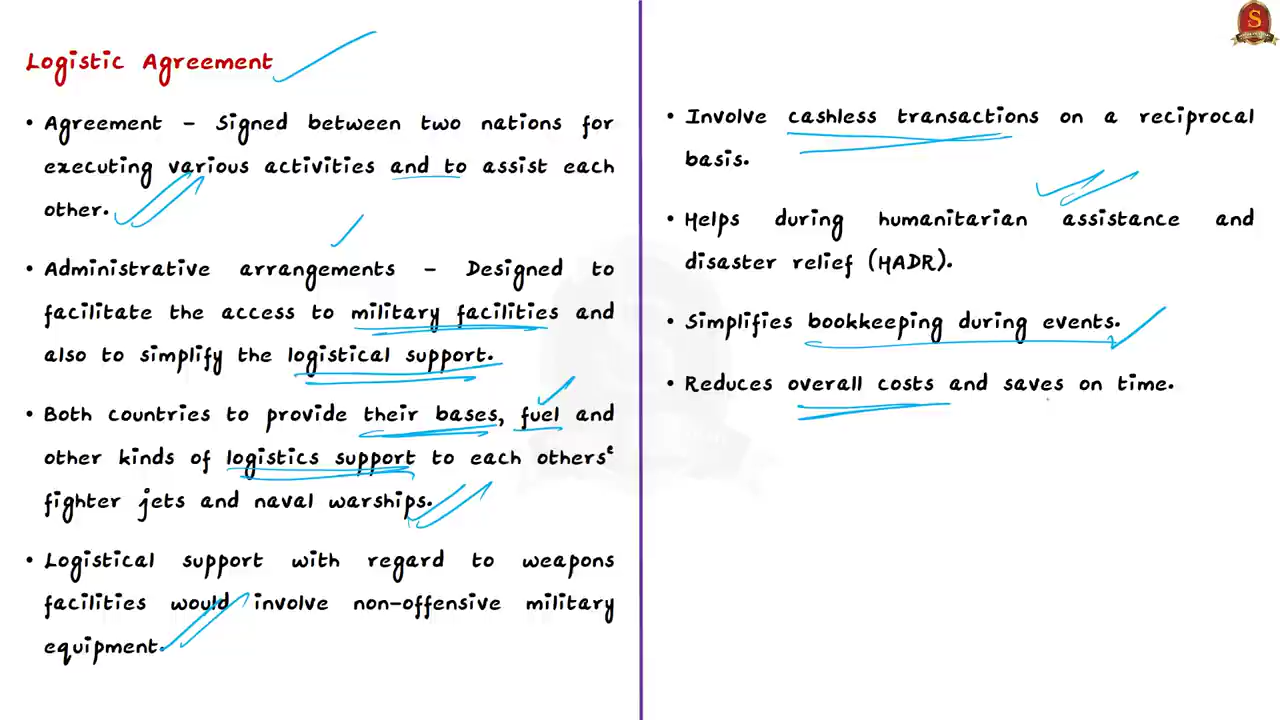 Logistic Agreement
• Agreement – Signed between two nations for
executing various activities and to assist each
other.
• Administrative arrangements – Designed to
facilitate the access to military facilities and
also to simplify the logistical support.
• Both countries to provide their bases, fuel and
other kinds of logistics support to each others‘
fighter jets and naval warships.
• Logistical support with regard to weapons
facilities would involve non-offensive military
equipment.
• Involve cashless transactions on a reciprocal
basis.
• Helps during humanitarian assistance and
disaster relief (HADR).
• Simplifies bookkeeping during events.
• Reduces overall costs and saves on time.
S